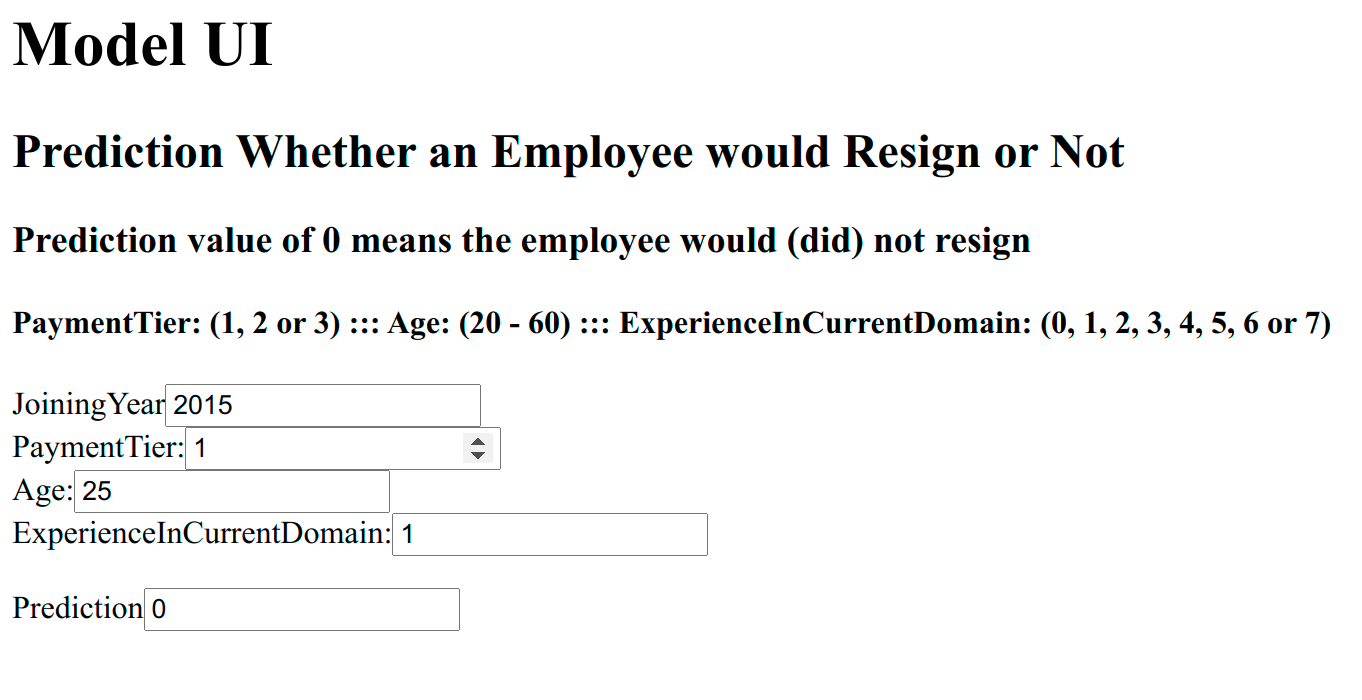 Model UI
Prediction Whether an Employee would Resign or Not
Prediction value of 0 means the employee would (did) not resign
PaymentTier: (1, 2 or 3) ::: Age: (20 - 60) ::: ExperienceInCurrentDomain: (0, 1, 2, 3, 4, 5, 6 or 7)
JoiningYear 2015
PaymentTier: 1
Age: 25
ExperienceInCurrentDomain: 1
Prediction 0